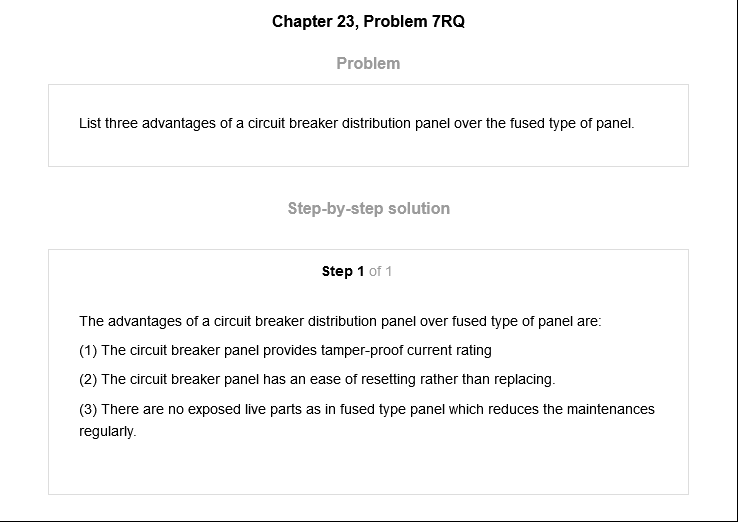 Chapter 23, Problem 7RQ
Problem
List three advantages of a circuit breaker distribution panel over the fused type of panel.
Step-by-step solution
Step 1 of 1
The advantages of a circuit breaker distribution panel over fused type of panel are:
(1) The circuit breaker panel provides tamper-proof current rating
(2) The circuit breaker panel has an ease of resetting rather than replacing.
(3) There are no exposed live parts as in fused type panel which reduces the maintenances
regularly.